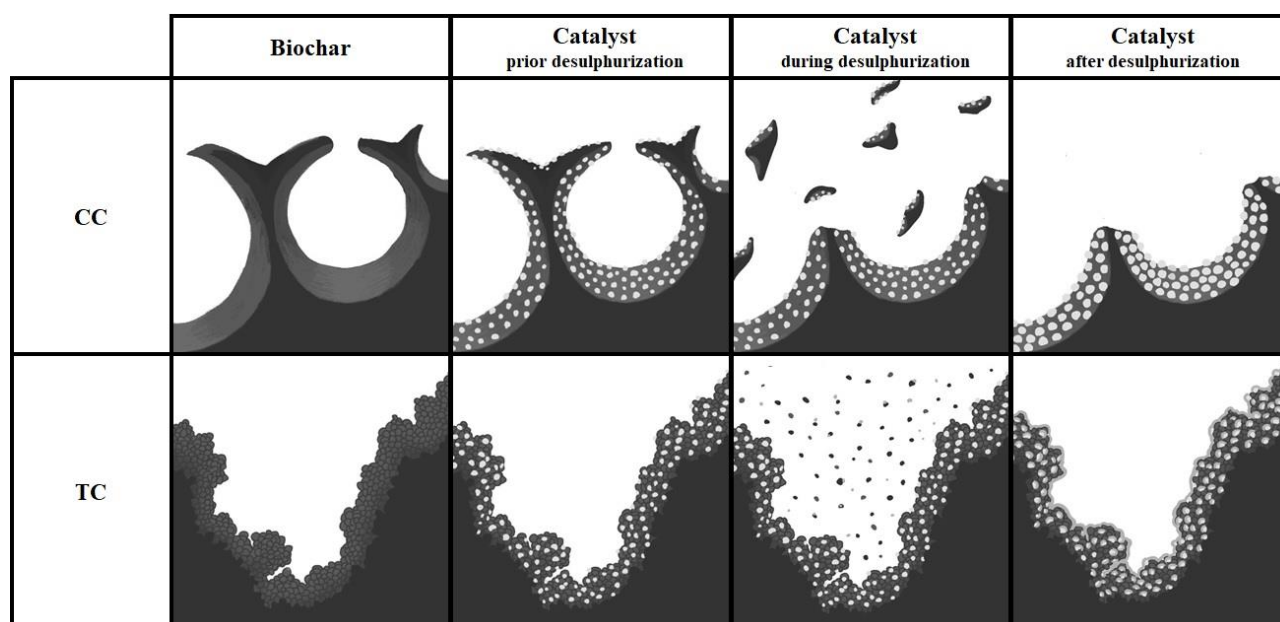 Biochar
Catalyst
prior desulphurization
Catalyst
during desulphurization
Catalyst
after desulphurization
CC
TC